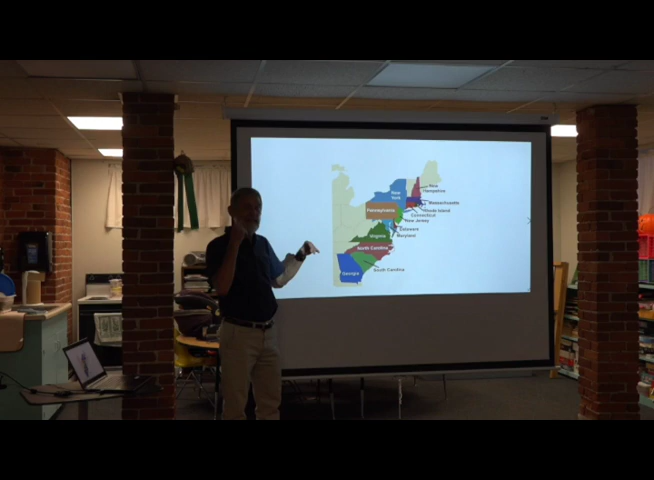 New
Hampshire
New
York
Massachusetts
Rhode Island
Connecticut
Pennsylvania
New Jersey
Delaware
Maryland
Virginia
North Carolina
South Carolina
Georgia